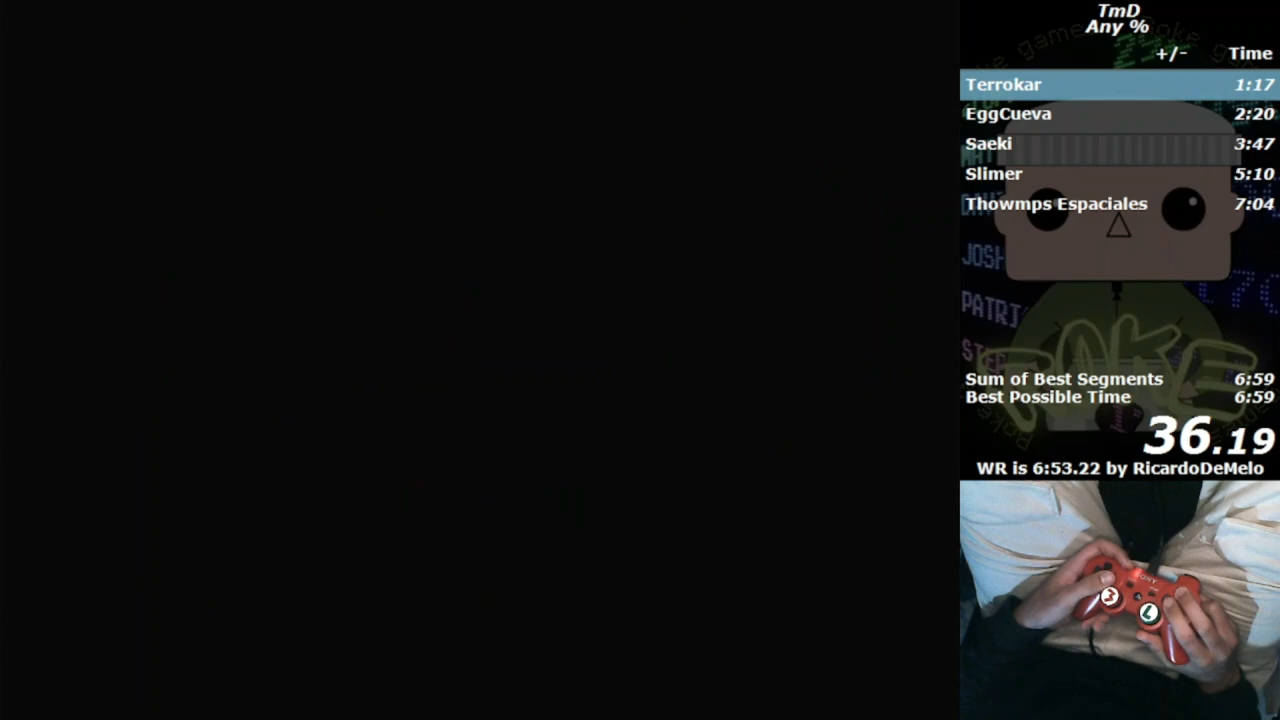 TmD
Any %
+/- Time
Terrokar 1:17
EggCueva 2:20
Saeki 3:47
Slimer 5:10
Thowmps Espaciales 7:04
JOSH
PATRI
Sum of Best Segments 6:59
Best Possible Time 6:59
36.19
WR is 6:53.22 by RicardoDeMelo